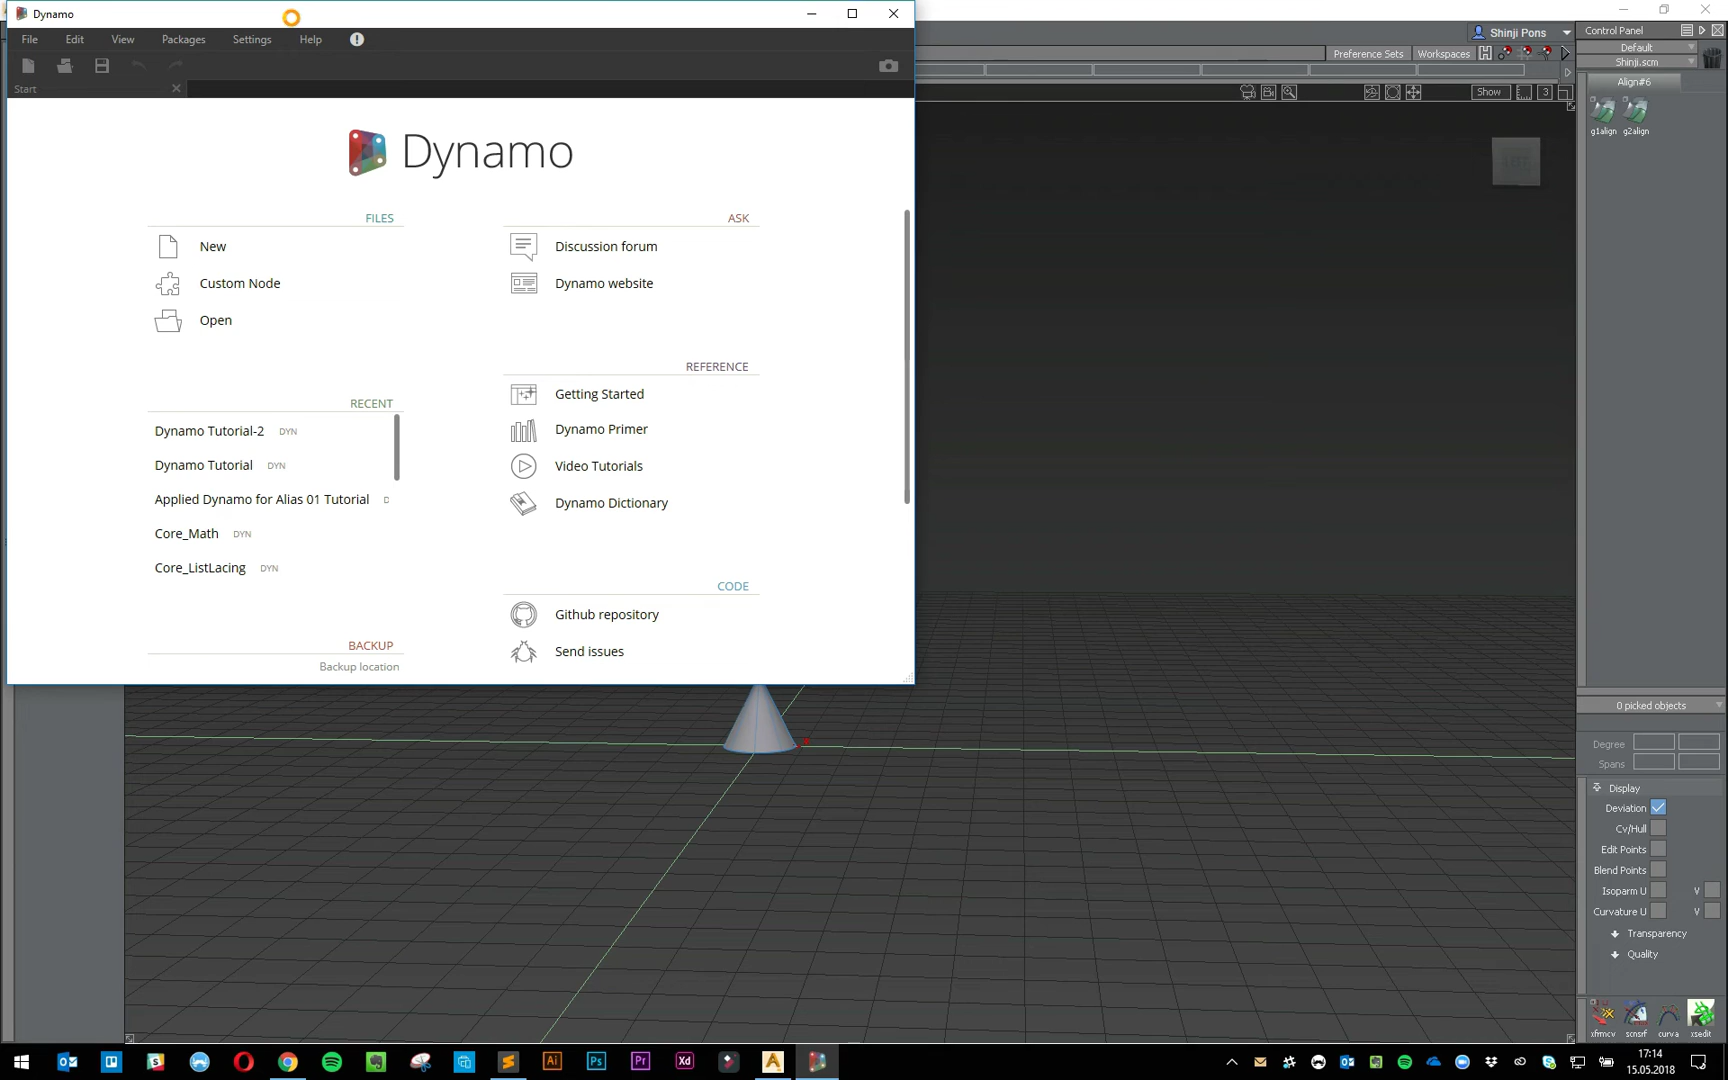 Dynamo
File Edit View Packages Settings Help
Start
Dynamo
FILES
New
Custom Node
Open
RECENT
Dynamo Tutorial-2 DYN
Dynamo Tutorial DYN
Applied Dynamo for Alias 01 Tutorial D
Core_Math DYN
Core_ListLacing DYN
BACKUP
Backup location
ASK
Discussion forum
Dynamo website
REFERENCE
Getting Started
Dynamo Primer
Video Tutorials
Dynamo Dictionary
CODE
Github repository
Send issues
Shinji Pons
Preference Sets Workspaces
Show 3
Control Panel
Default
Shinji.scm
Align#6
g1align g2align
0 picked objects
Degree
Spans
Display
Deviation
Cv/Hull
Edit Points
Blend Points
Isoparm U V
Curvature U V
Transparency
Quality
xfrmcv scnsrf curva xsedit
Ai Ps Pr Xd
17:14
15.05.2018